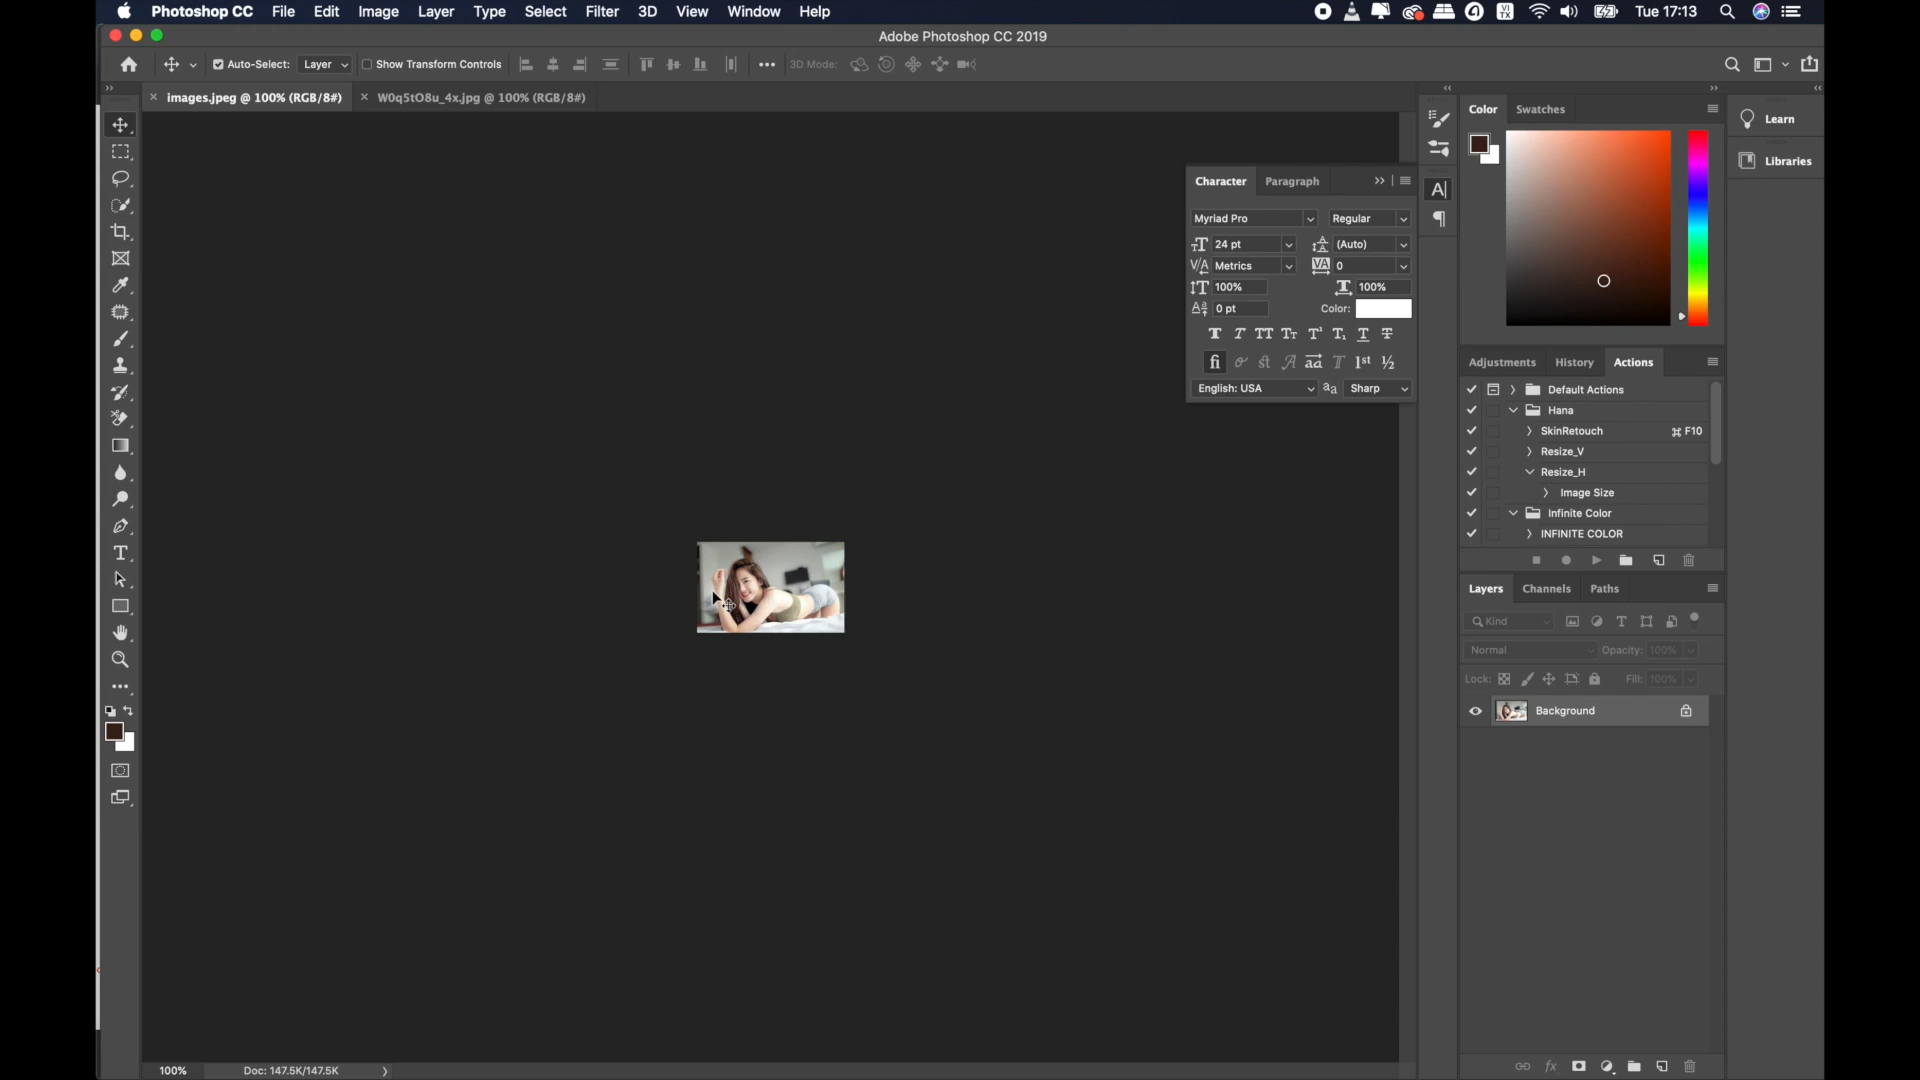 Photoshop CC File Edit Image Layer Type Select Filter 3D View Window Help
VI
TX
Tue 17:13
Adobe Photoshop CC 2019
Auto-Select: Layer Show Transform Controls 3D Mode:
images.jpeg @ 100% (RGB/8#) W0q5tO8u_4x.jpg @ 100% (RGB/8#)
Color Swatches
Learn
Libraries
Character Paragraph
Myriad Pro Regular
24 pt (Auto)
Metrics 0
100% 100%
0 pt Color:
English: USA Sharp
Adjustments History Actions
Default Actions
Hana
SkinRetouch ⌘ F10
Resize_V
Resize_H
Image Size
Infinite Color
INFINITE COLOR
Layers Channels Paths
Kind
Normal Opacity: 100%
Lock: Fill: 100%
Background
100% Doc: 147.5K/147.5K